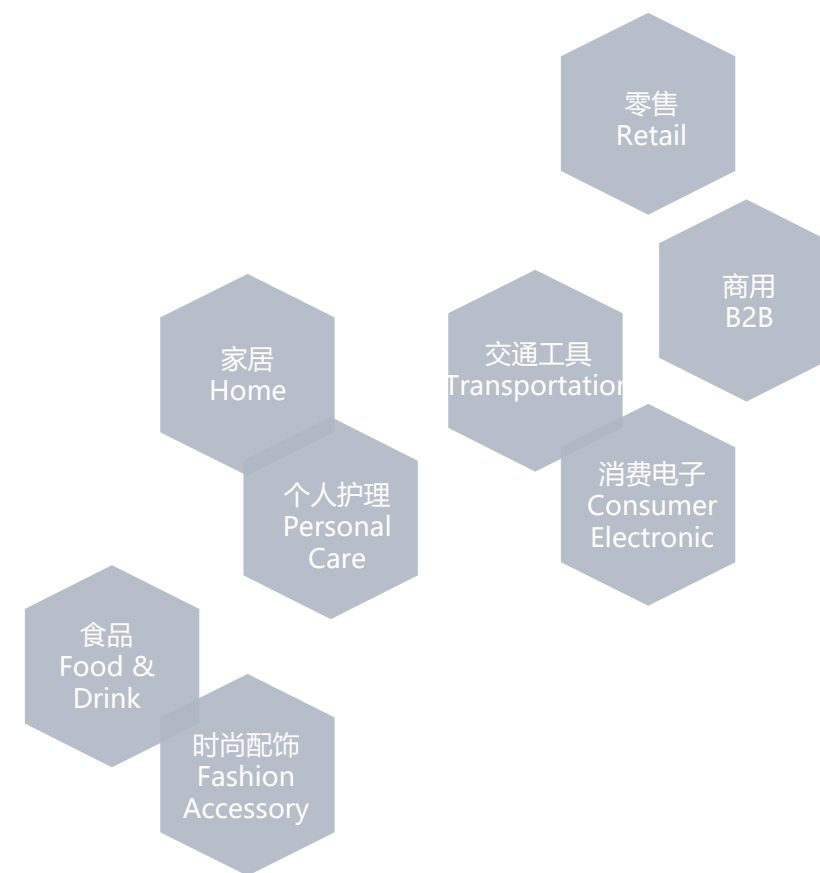 零售
Retail
商用
B2B
家居
Home
交通工具
Transportation
个人护理
Personal
Care
消费电子
Consumer
Electronic
食品
Food &
Drink
时尚配饰
Fashion
Accessory